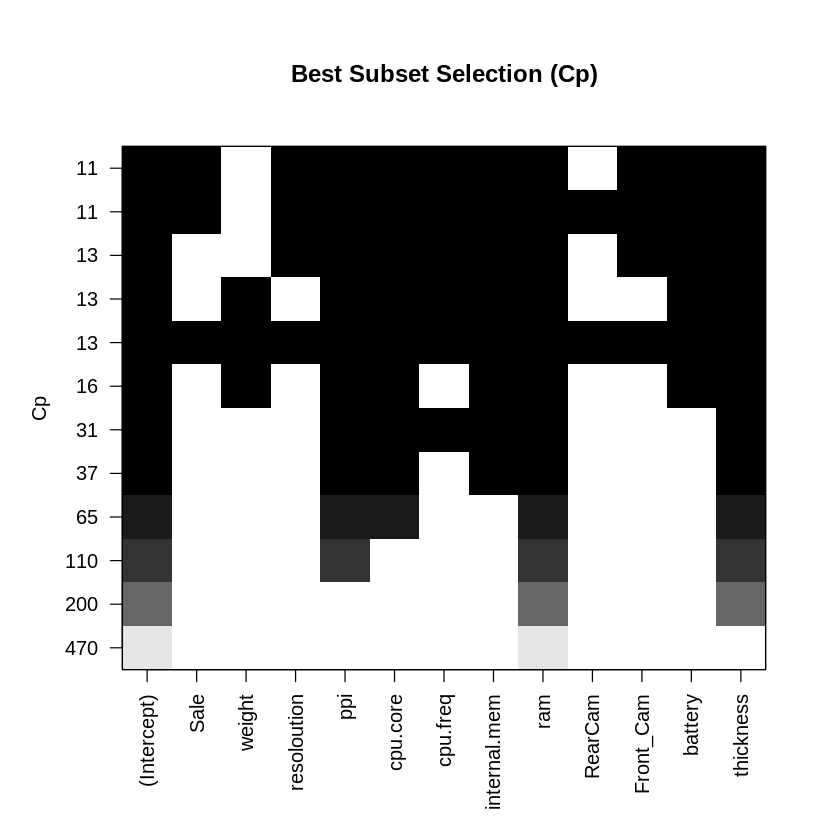 Best Subset Selection (Cp)
Cp
11
11
13
13
13
16
31
37
65
110
200
470
(Intercept)
Sale
weight
resoloution
ppi
cpu.core
cpu.freq
internal.mem
ram
RearCam
Front_Cam
battery
thickness